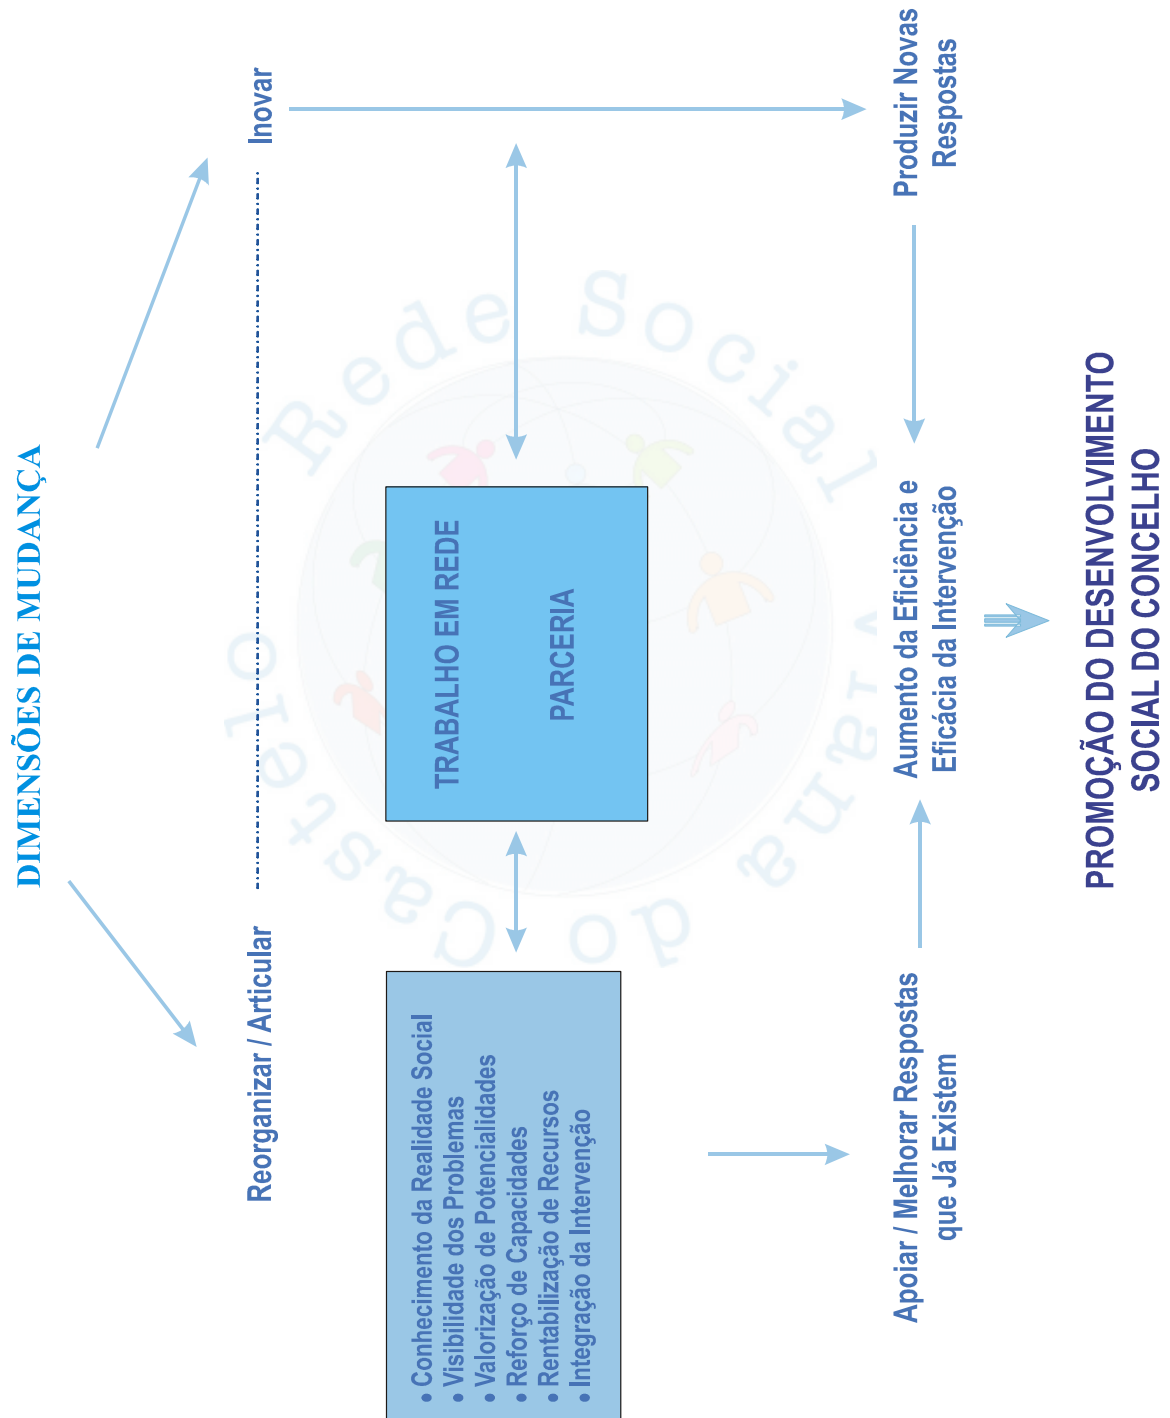 DIMENSÕES DE MUDANÇA
Reorganizar / Articular
Inovar
• Conhecimento da Realidade Social
• Visibilidade dos Problemas
• Valorização de Potencialidades
• Reforço de Capacidades
• Rentabilização de Recursos
• Integração da Intervenção
TRABALHO EM REDE
PARCERIA
Apoiar / Melhorar Respostas
que Já Existem
Aumento da Eficiência e
Eficácia da Intervenção
Produzir Novas
Respostas
PROMOÇÃO DO DESENVOLVIMENTO
SOCIAL DO CONCELHO
Rede Social
Viana do Castelo